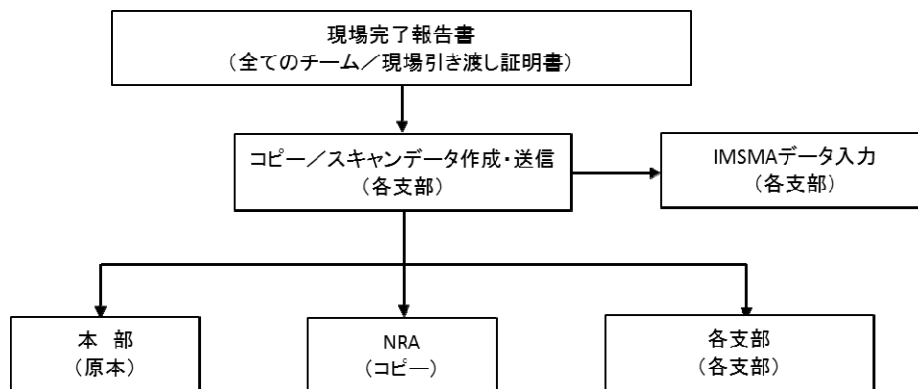 現場完了報告書
（全てのチーム／現場引き渡し証明書）
コピー／スキャンデータ作成・送信
（各支部）
IMSMAデータ入力
（各支部）
本　部
（原本）
NRA
（コピー）
各支部
（各支部）